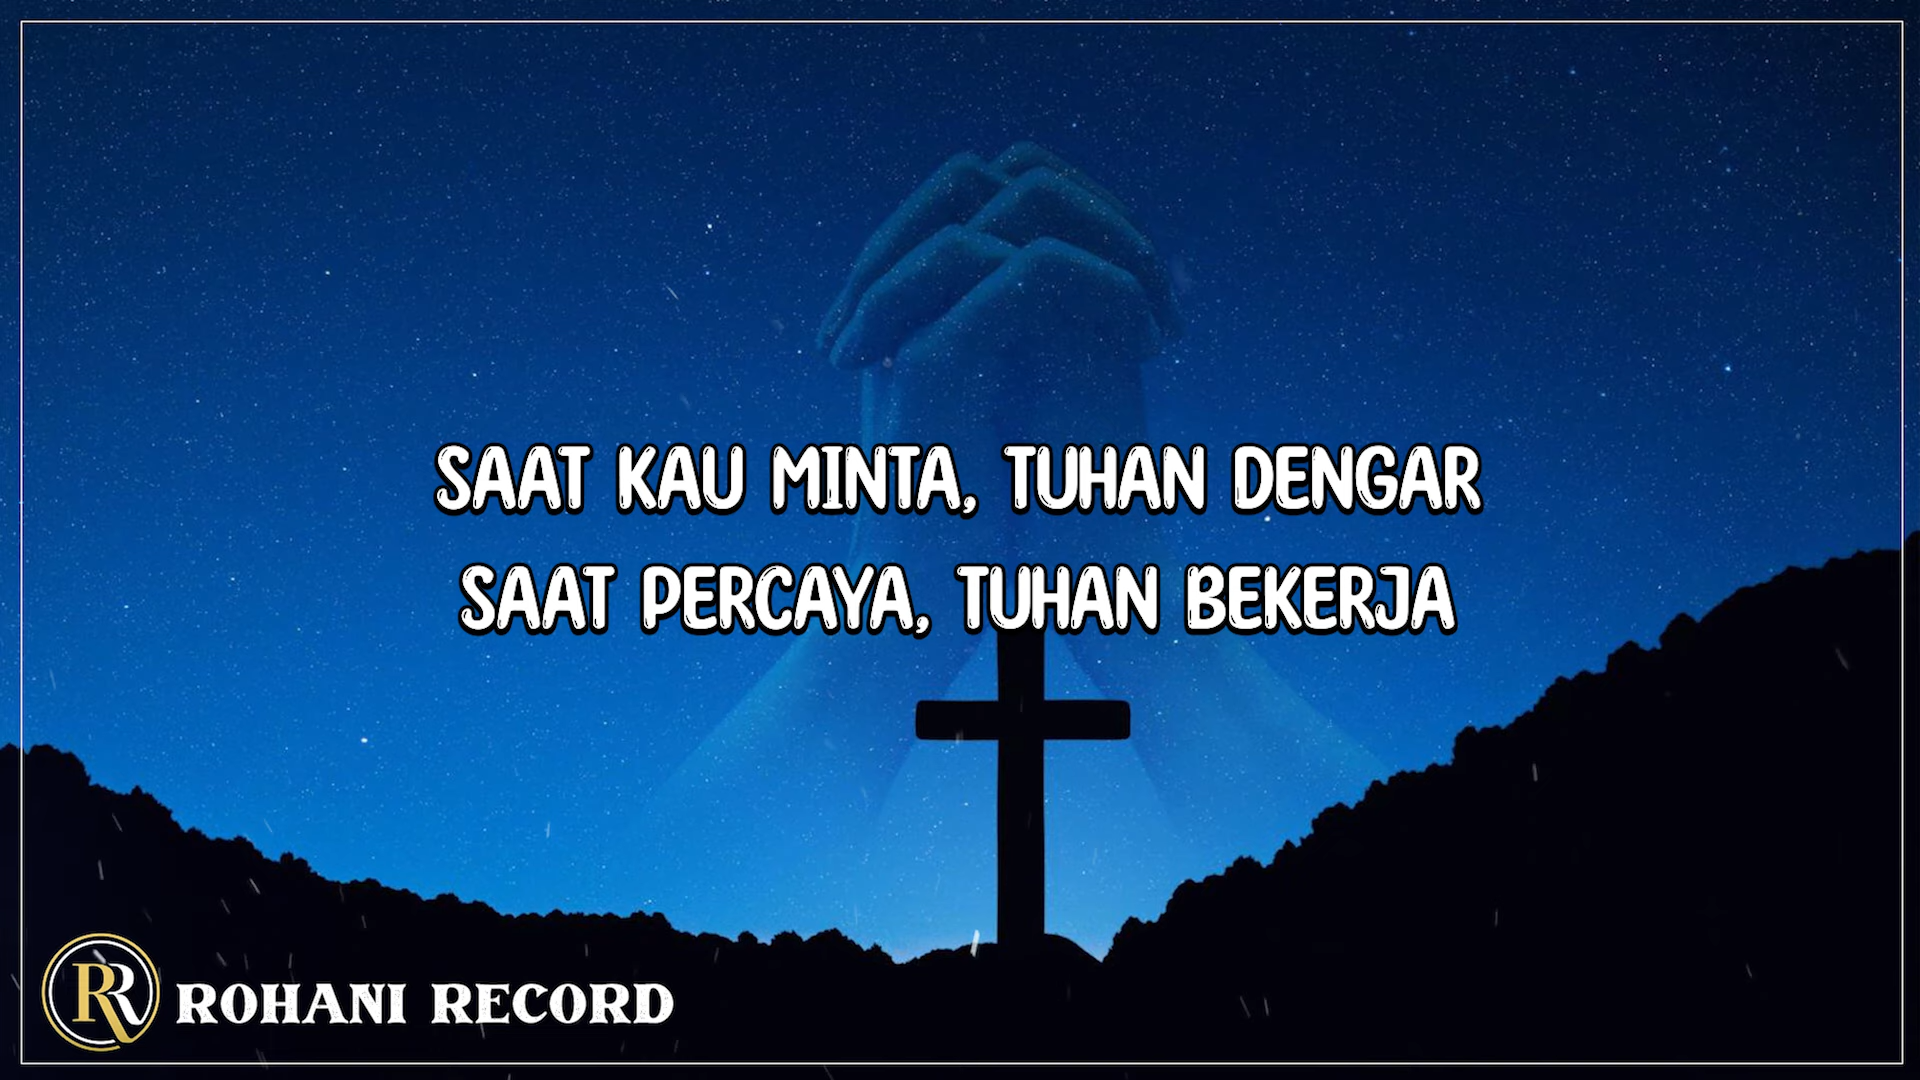 SAAT KAU MINTA, TUHAN DENGAR
SAAT PERCAYA, TUHAN BEKERJA
RR ROHANI RECORD